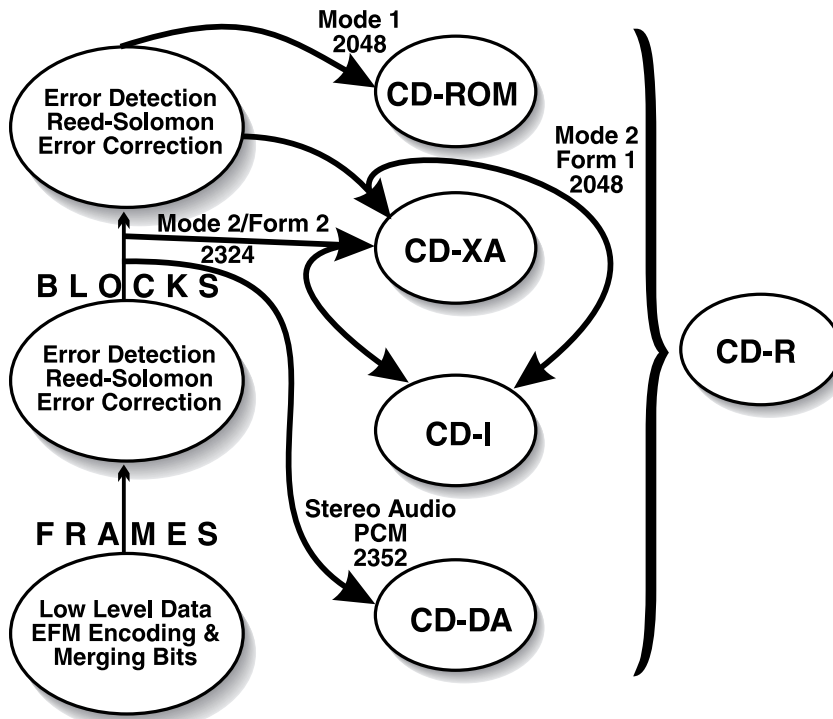 Mode 1
2048
CD-ROM
Error Detection
Reed-Solomon
Error Correction
Mode 2
Form 1
2048
Mode 2/Form 2
2324
CD-XA
B L O C K S
Error Detection
Reed-Solomon
Error Correction
CD-R
CD-I
F R A M E S
Stereo Audio
PCM
2352
Low Level Data
EFM Encoding &
Merging Bits
CD-DA